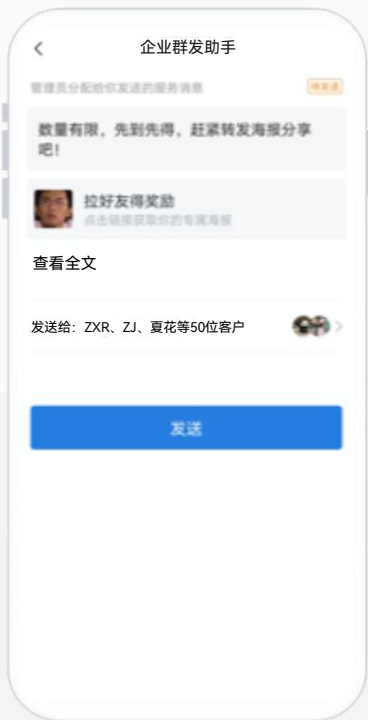 企业群发助手
管理员分配给你发送的服务消息
待发送
数量有限，先到先得，赶紧转发海报分享
吧！
拉好友得奖励
点击链接获取你的专属海报
查看全文
发送给：ZXR、ZJ、夏花等50位客户
发送